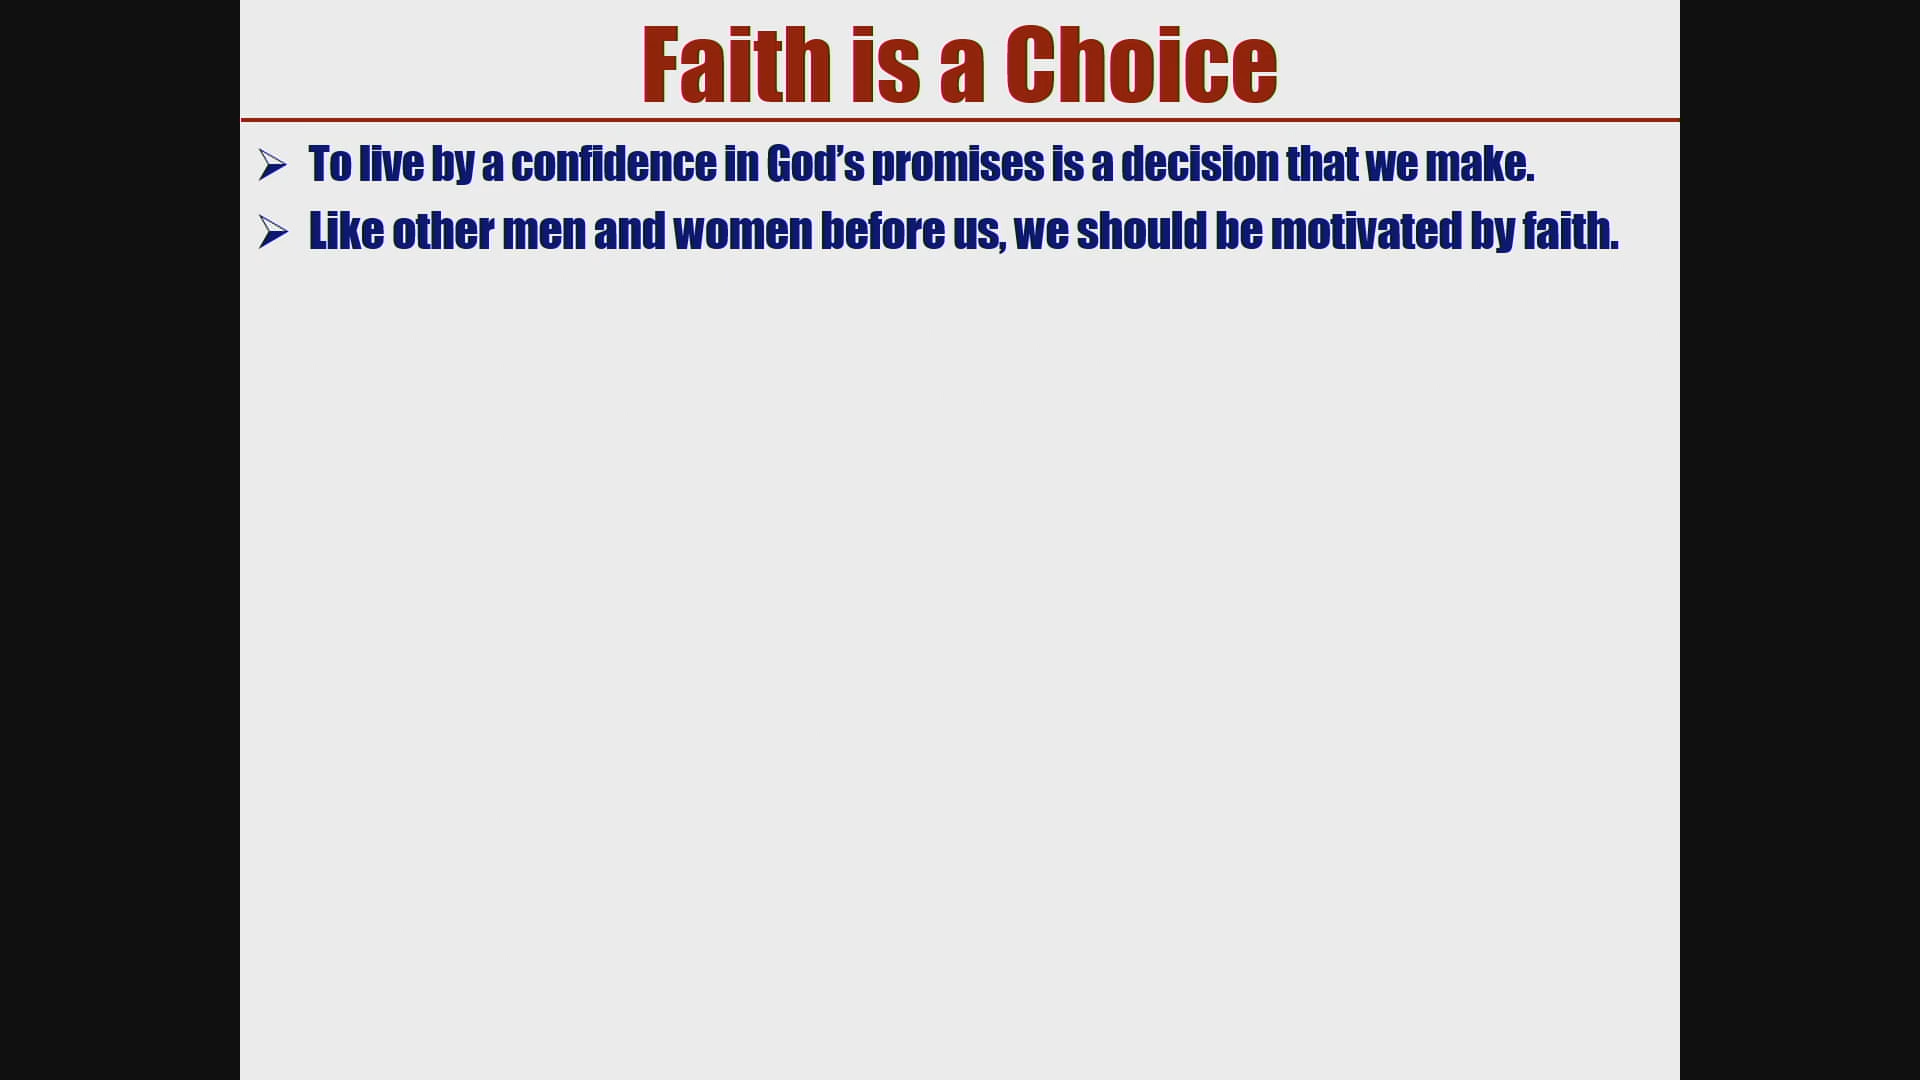 Faith is a Choice
To live by a confidence in God’s promises is a decision that we make.
Like other men and women before us, we should be motivated by faith.